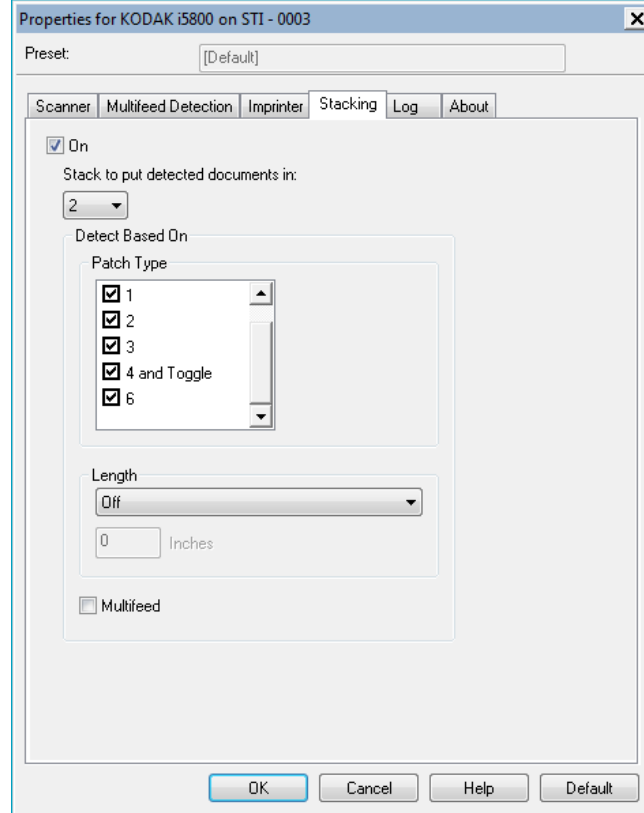 Properties for KODAK i5800 on STI - 0003
Preset: [Default]
Scanner Multifeed Detection Imprinter Stacking Log About
On
Stack to put detected documents in:
2
Detect Based On
Patch Type
1
2
3
4 and Toggle
6
Length
Off
0 Inches
Multifeed
OK Cancel Help Default